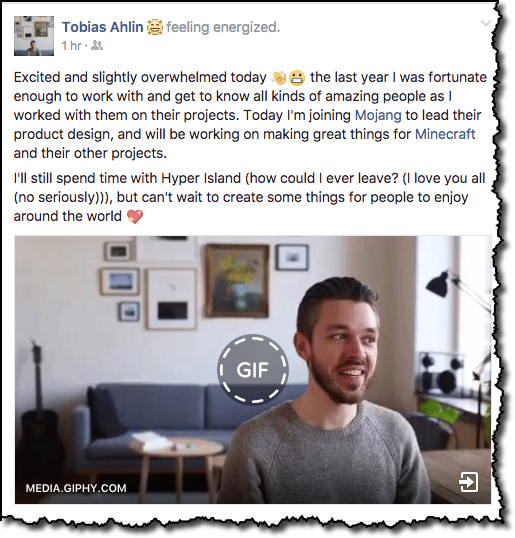 Tobias Ahlin 😸 feeling energized.
1 hr ·
Excited and slightly overwhelmed today 👏😬 the last year I was fortunate
enough to work with and get to know all kinds of amazing people as I
worked with them on their projects. Today I'm joining Mojang to lead their
product design, and will be working on making great things for Minecraft
and their other projects.
I'll still spend time with Hyper Island (how could I ever leave? (I love you all
(no seriously))), but can't wait to create some things for people to enjoy
around the world 💖
GIF
MEDIA.GIPHY.COM